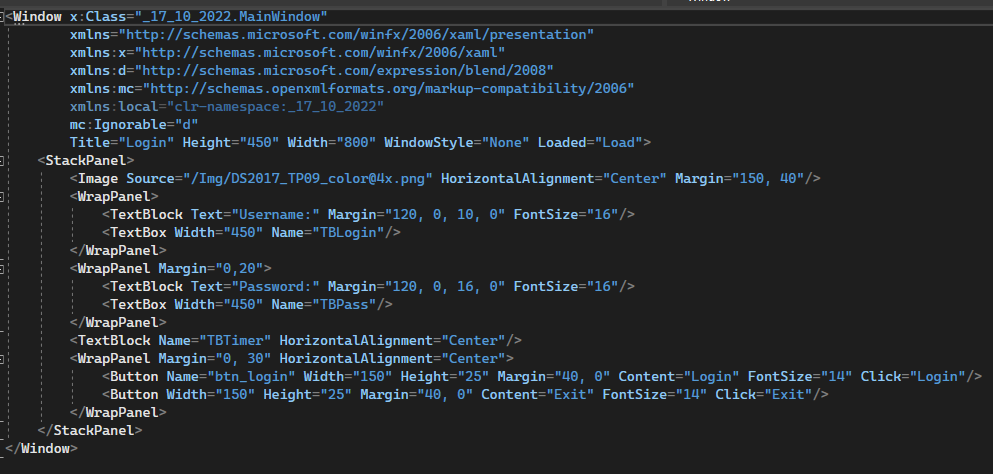 <Window x:Class="_17_10_2022.MainWindow"
xmlns="http://schemas.microsoft.com/winfx/2006/xaml/presentation"
xmlns:x="http://schemas.microsoft.com/winfx/2006/xaml"
xmlns:d="http://schemas.microsoft.com/expression/blend/2008"
xmlns:mc="http://schemas.openxmlformats.org/markup-compatibility/2006"
xmlns:local="clr-namespace:_17_10_2022"
mc:Ignorable="d"
Title="Login" Height="450" Width="800" WindowStyle="None" Loaded="Load">
<StackPanel>
<Image Source="/Img/DS2017_TP09_color@4x.png" HorizontalAlignment="Center" Margin="150, 40"/>
<WrapPanel>
<TextBlock Text="Username:" Margin="120, 0, 10, 0" FontSize="16"/>
<TextBox Width="450" Name="TBLogin"/>
</WrapPanel>
<WrapPanel Margin="0,20">
<TextBlock Text="Password:" Margin="120, 0, 16, 0" FontSize="16"/>
<TextBox Width="450" Name="TBPass"/>
</WrapPanel>
<TextBlock Name="TBTimer" HorizontalAlignment="Center"/>
<WrapPanel Margin="0, 30" HorizontalAlignment="Center">
<Button Name="btn_login" Width="150" Height="25" Margin="40, 0" Content="Login" FontSize="14" Click="Login"/>
<Button Width="150" Height="25" Margin="40, 0" Content="Exit" FontSize="14" Click="Exit"/>
</WrapPanel>
</StackPanel>
</Window>